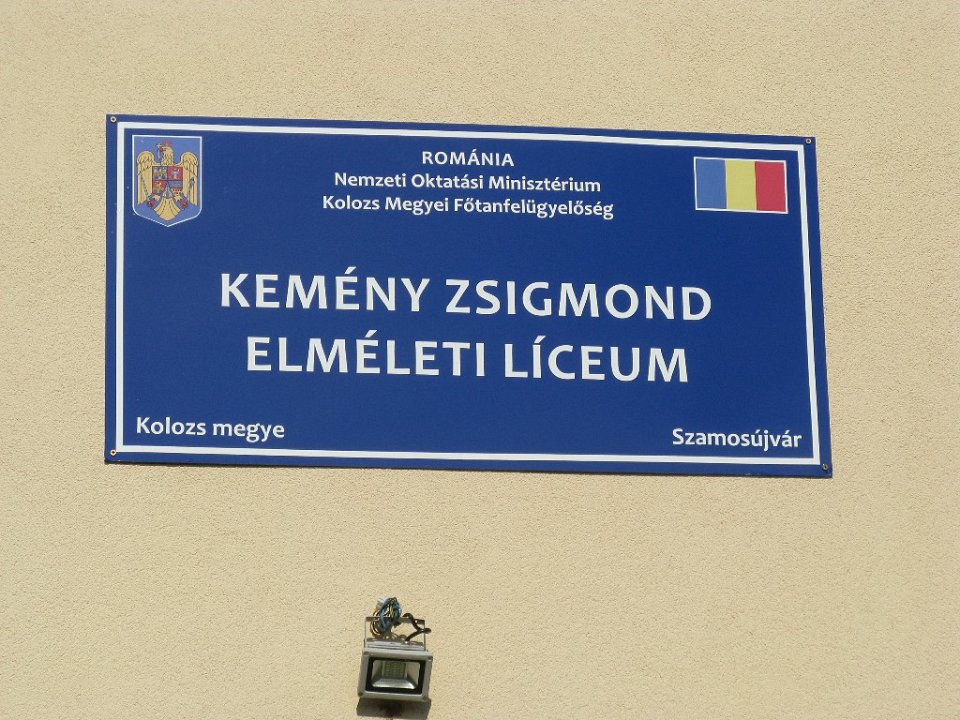 ROMÁNIA
Nemzeti Oktatási Minisztérium
Kolozs Megyei Főtanfelügyelőség
KEMÉNY ZSIGMOND
ELMÉLETI LÍCEUM
Kolozs megye
Szamosújvár